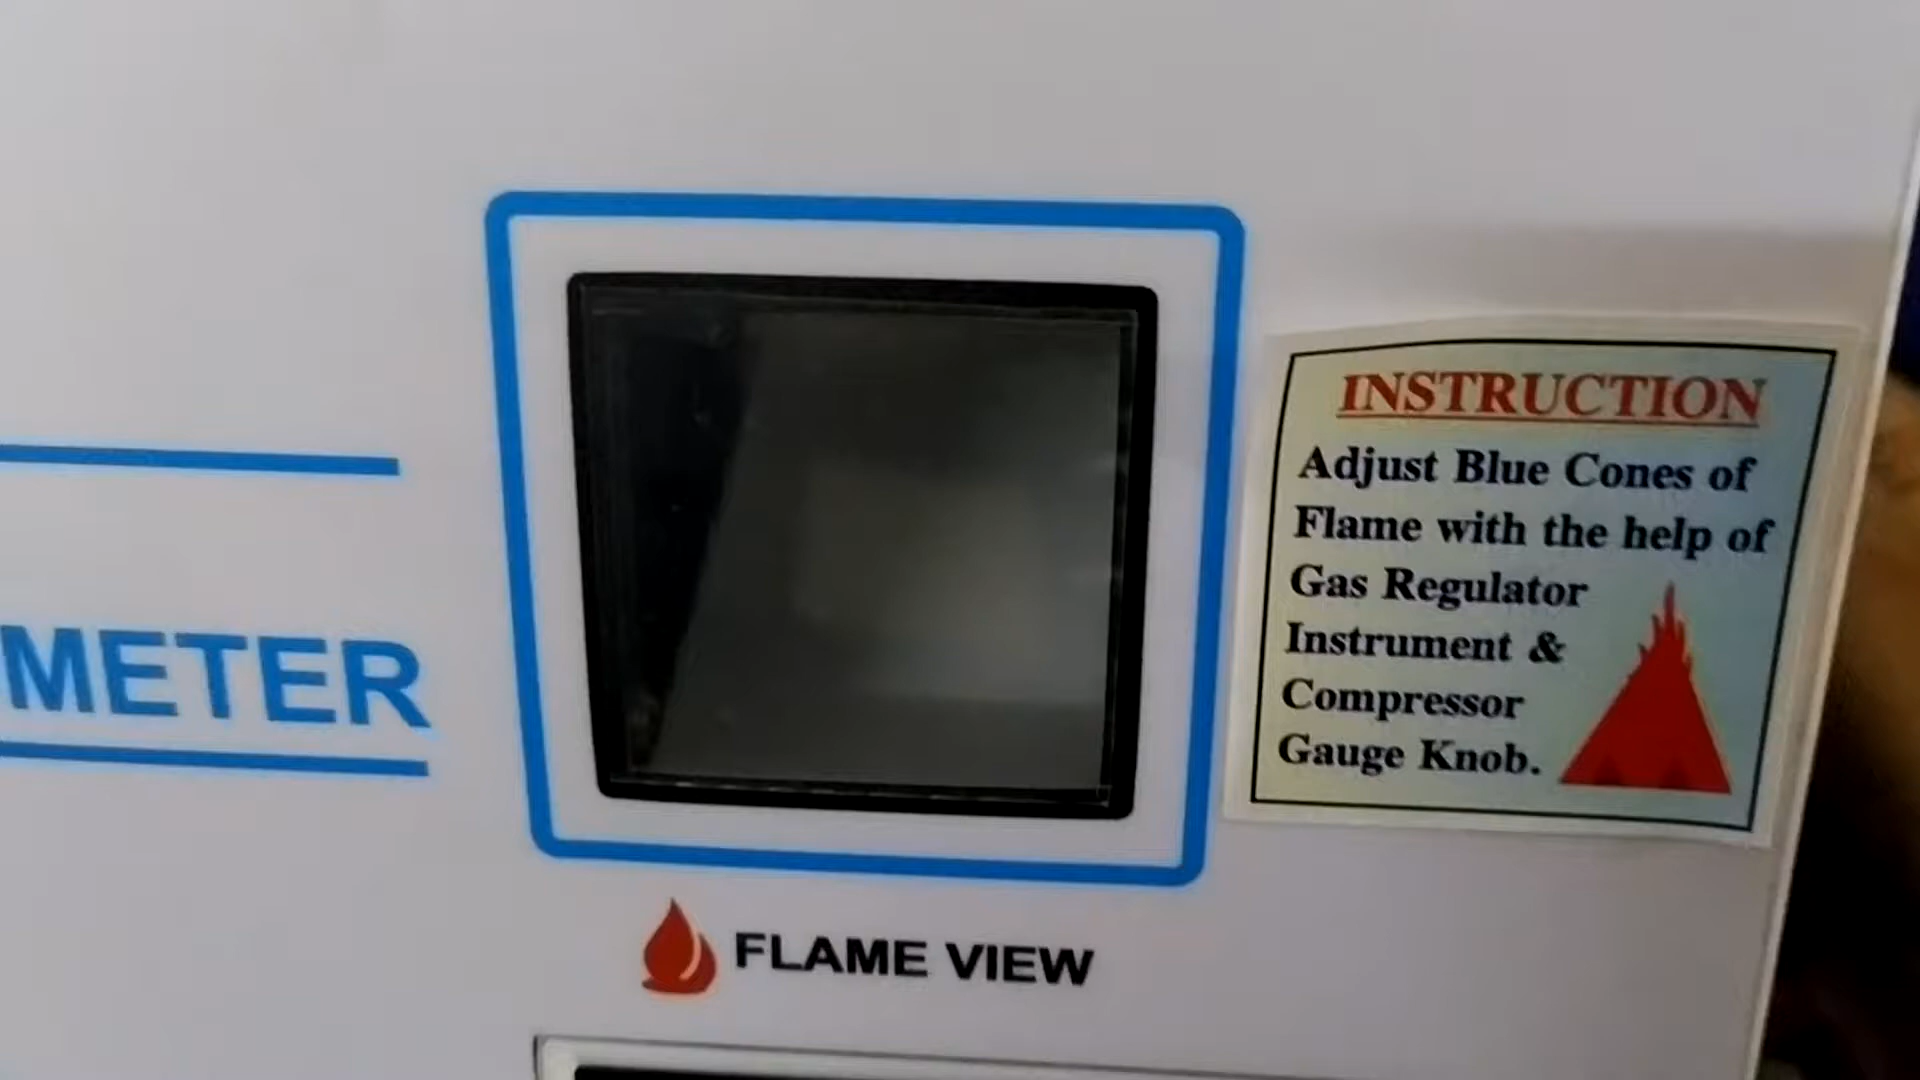 METER
INSTRUCTION
Adjust Blue Cones of
Flame with the help of
Gas Regulator
Instrument &
Compressor
Gauge Knob.
FLAME VIEW